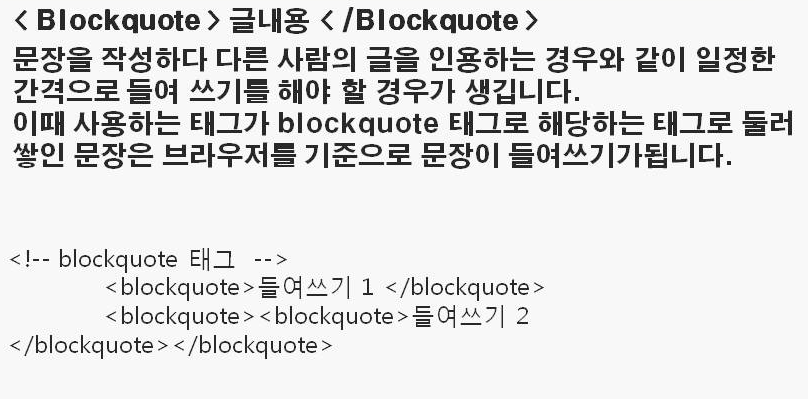 < Blockquote > 글내용 < /Blockquote >
문장을 작성하다 다른 사람의 글을 인용하는 경우와 같이 일정한
간격으로 들여 쓰기를 해야 할 경우가 생깁니다.
이때 사용하는 태그가 blockquote 태그로 해당하는 태그로 둘러
쌓인 문장은 브라우저를 기준으로 문장이 들여쓰기가됩니다.
<!-- blockquote 태그 -->
<blockquote>들여쓰기 1 </blockquote>
<blockquote><blockquote>들여쓰기 2
</blockquote></blockquote>